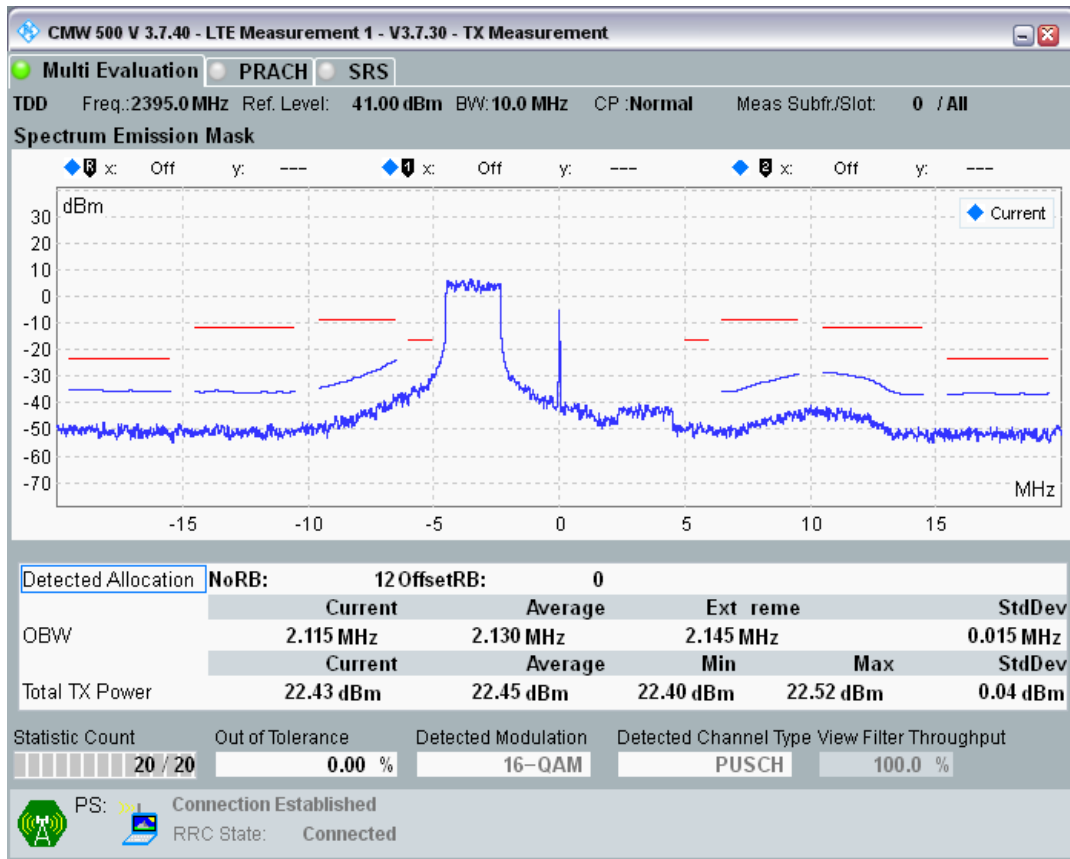 CMW 500 V 3.7.40 - LTE Measurement 1 - V3.7.30 - TX Measurement
Multi Evaluation PRACH SRS
TDD Freq.:2395.0 MHz Ref. Level: 41.00 dBm BW:10.0 MHz CP :Normal Meas Subfr./Slot: 0 / All
Spectrum Emission Mask
R x: Off y: --- 1 x: Off y: --- 2 x: Off y: ---
dBm
Current
30
20
10
0
-10
-20
-30
-40
-50
-60
-70
MHz
-15 -10 -5 0 5 10 15
Detected Allocation NoRB: 12 OffsetRB: 0
Current Average Ext reme StdDev
OBW 2.115 MHz 2.130 MHz 2.145 MHz 0.015 MHz
Current Average Min Max StdDev
Total TX Power 22.43 dBm 22.45 dBm 22.40 dBm 22.52 dBm 0.04 dBm
Statistic Count Out of Tolerance Detected Modulation Detected Channel Type View Filter Throughput
20 / 20 0.00 % 16-QAM PUSCH 100.0 %
PS: Connection Established
RRC State: Connected